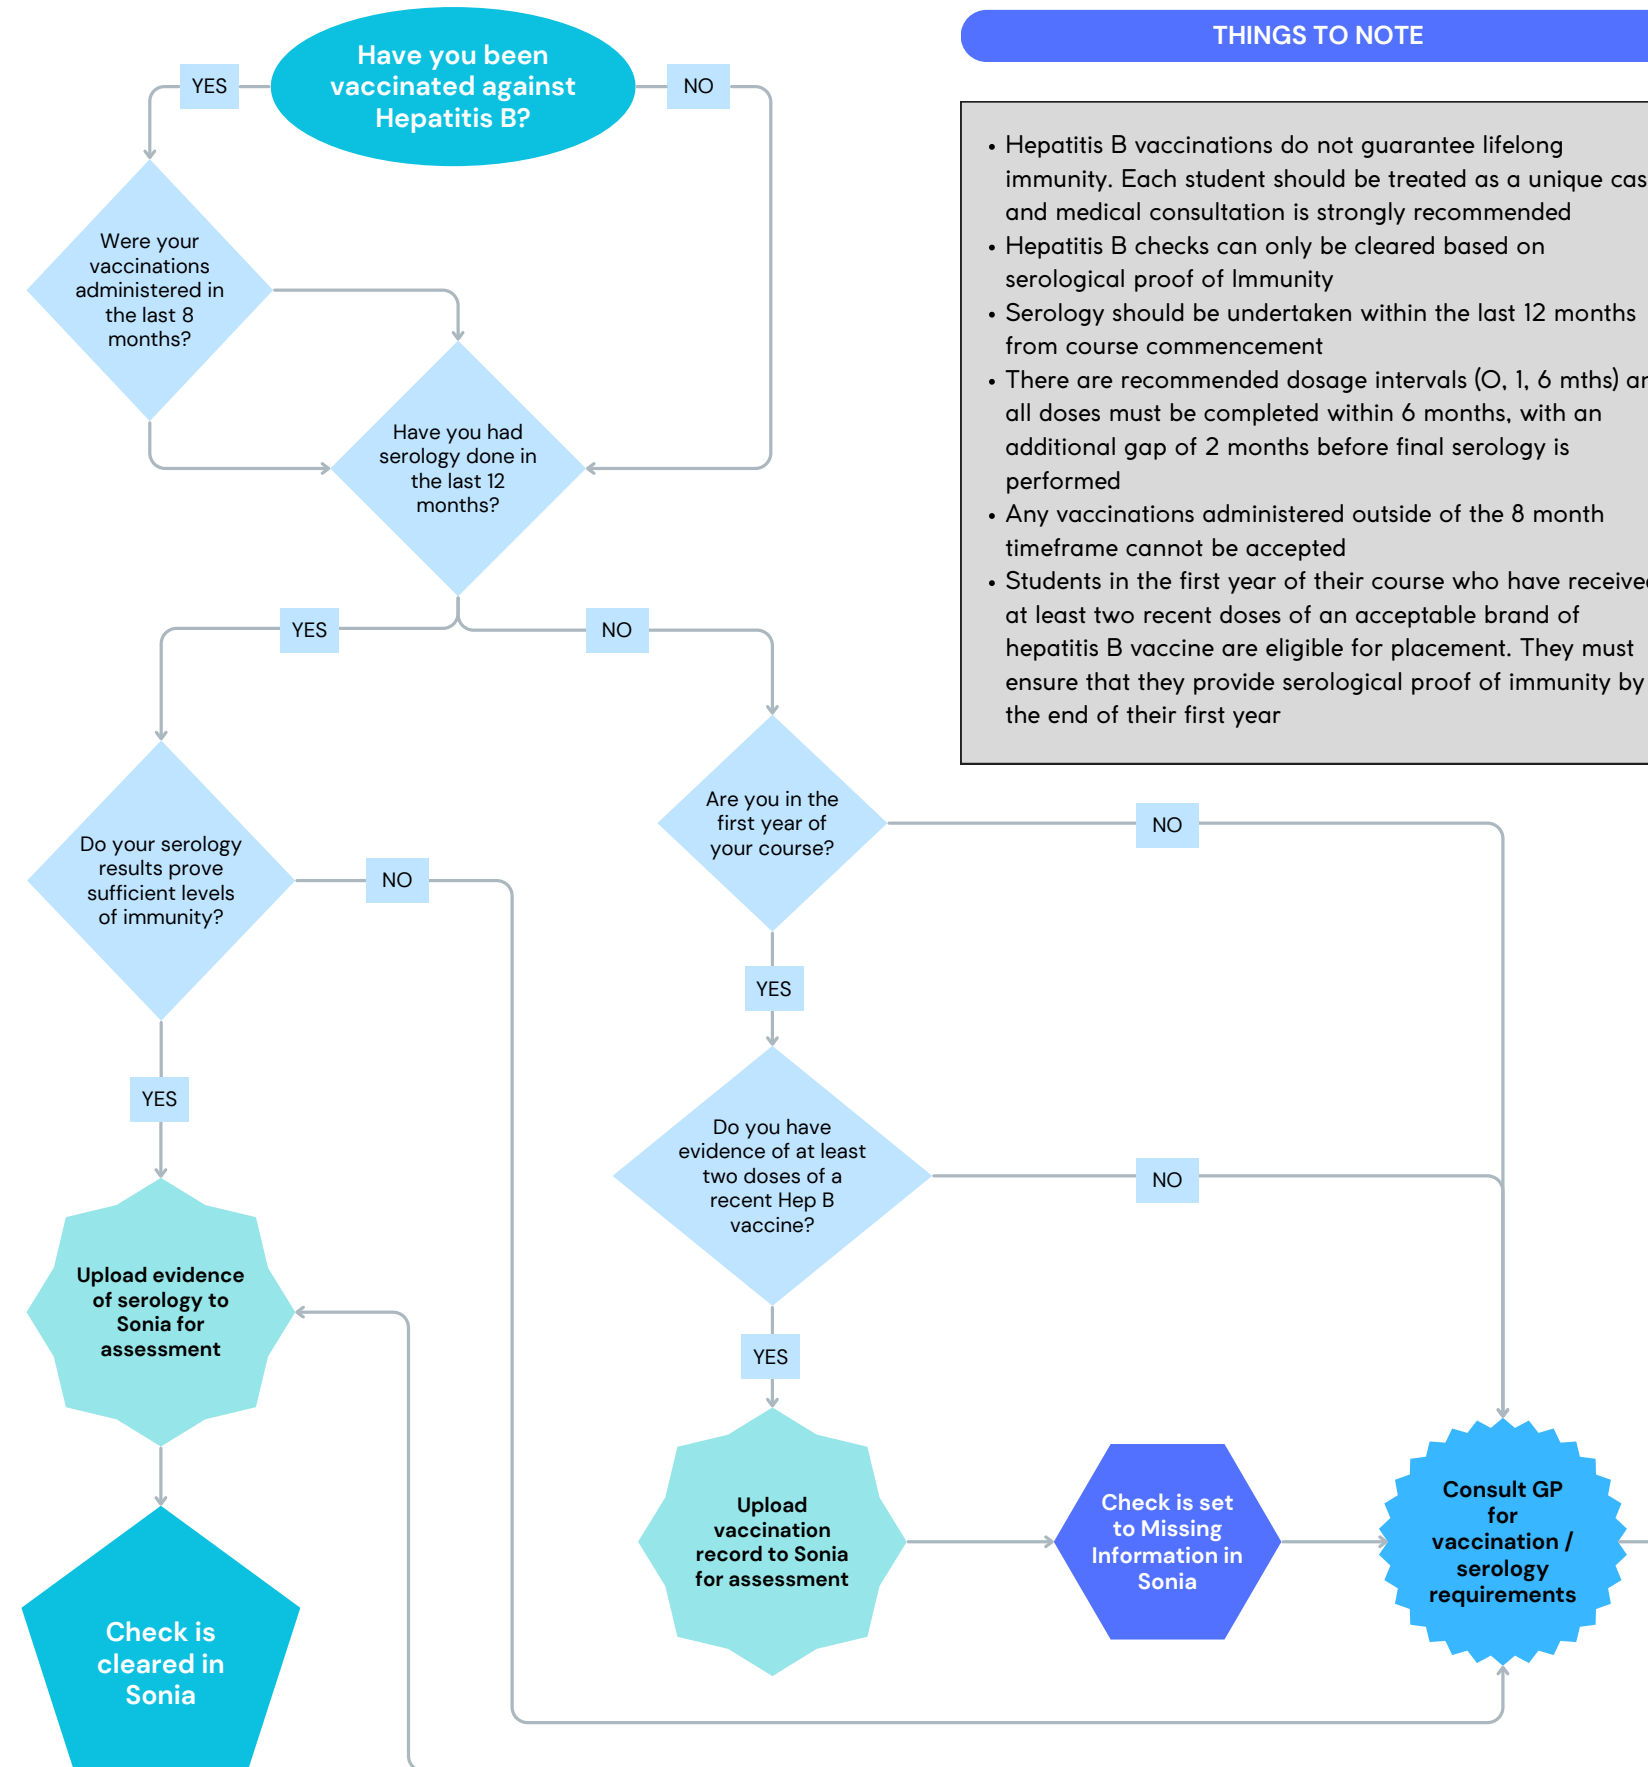 Have you been
vaccinated against
Hepatitis B?
YES
NO
THINGS TO NOTE
• Hepatitis B vaccinations do not guarantee lifelong
immunity. Each student should be treated as a unique cas
and medical consultation is strongly recommended
• Hepatitis B checks can only be cleared based on
serological proof of Immunity
• Serology should be undertaken within the last 12 months
from course commencement
• There are recommended dosage intervals (0, 1, 6 mths) an
all doses must be completed within 6 months, with an
additional gap of 2 months before final serology is
performed
• Any vaccinations administered outside of the 8 month
timeframe cannot be accepted
• Students in the first year of their course who have received
at least two recent doses of an acceptable brand of
hepatitis B vaccine are eligible for placement. They must
ensure that they provide serological proof of immunity by
the end of their first year
Were your
vaccinations
administered in
the last 8
months?
Have you had
serology done in
the last 12
months?
YES
NO
Do your serology
results prove
sufficient levels
of immunity?
NO
Are you in the
first year of
your course?
NO
YES
YES
Do you have
evidence of at least
two doses of a
recent Hep B
vaccine?
NO
YES
Upload evidence
of serology to
Sonia for
assessment
Check is
cleared in
Sonia
Upload
vaccination
record to Sonia
for assessment
Check is set
to Missing
Information in
Sonia
Consult GP
for
vaccination /
serology
requirements